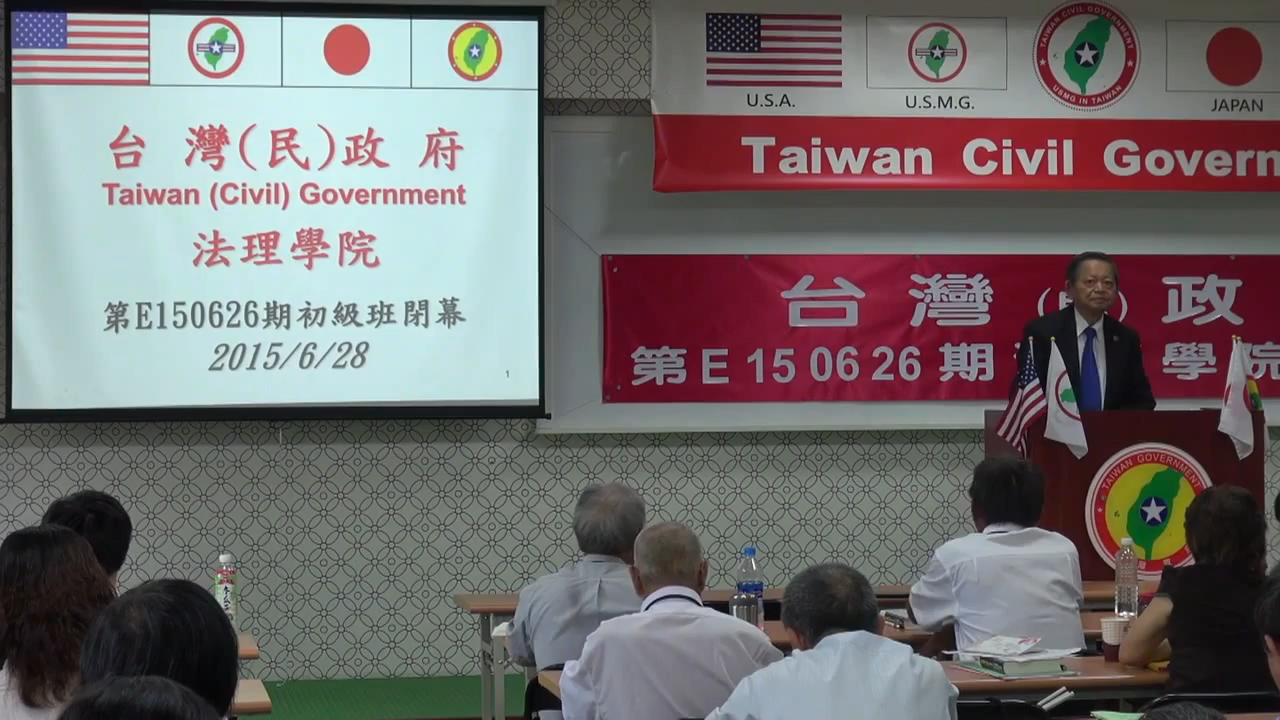 台 灣(民)政 府
Taiwan (Civil) Government
法理學院
第E150626期初級班閉幕
2015/6/28
1
U.S.A.
U.S.M.G.
TAIWAN CIVIL GOVERNMENT
USMG IN TAIWAN
JAPAN
Taiwan Civil Govern
台 灣 (民) 政
第 E 15 06 26 期 學 院
TAIWAN GOVERNMENT